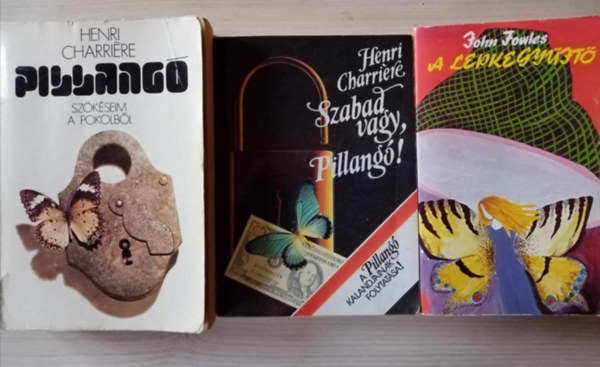 HENRI
CHARRIÈRE
PILLANGÓ
SZÖKÉSEIM
A POKOLBÓL
Henri
Charrière
Szabad
vagy,
Pillangó!
A Pillangó
KALANDJAINAK
FOLYTATÁSA!
John Fowles
A LEPKEGYŰJTŐ